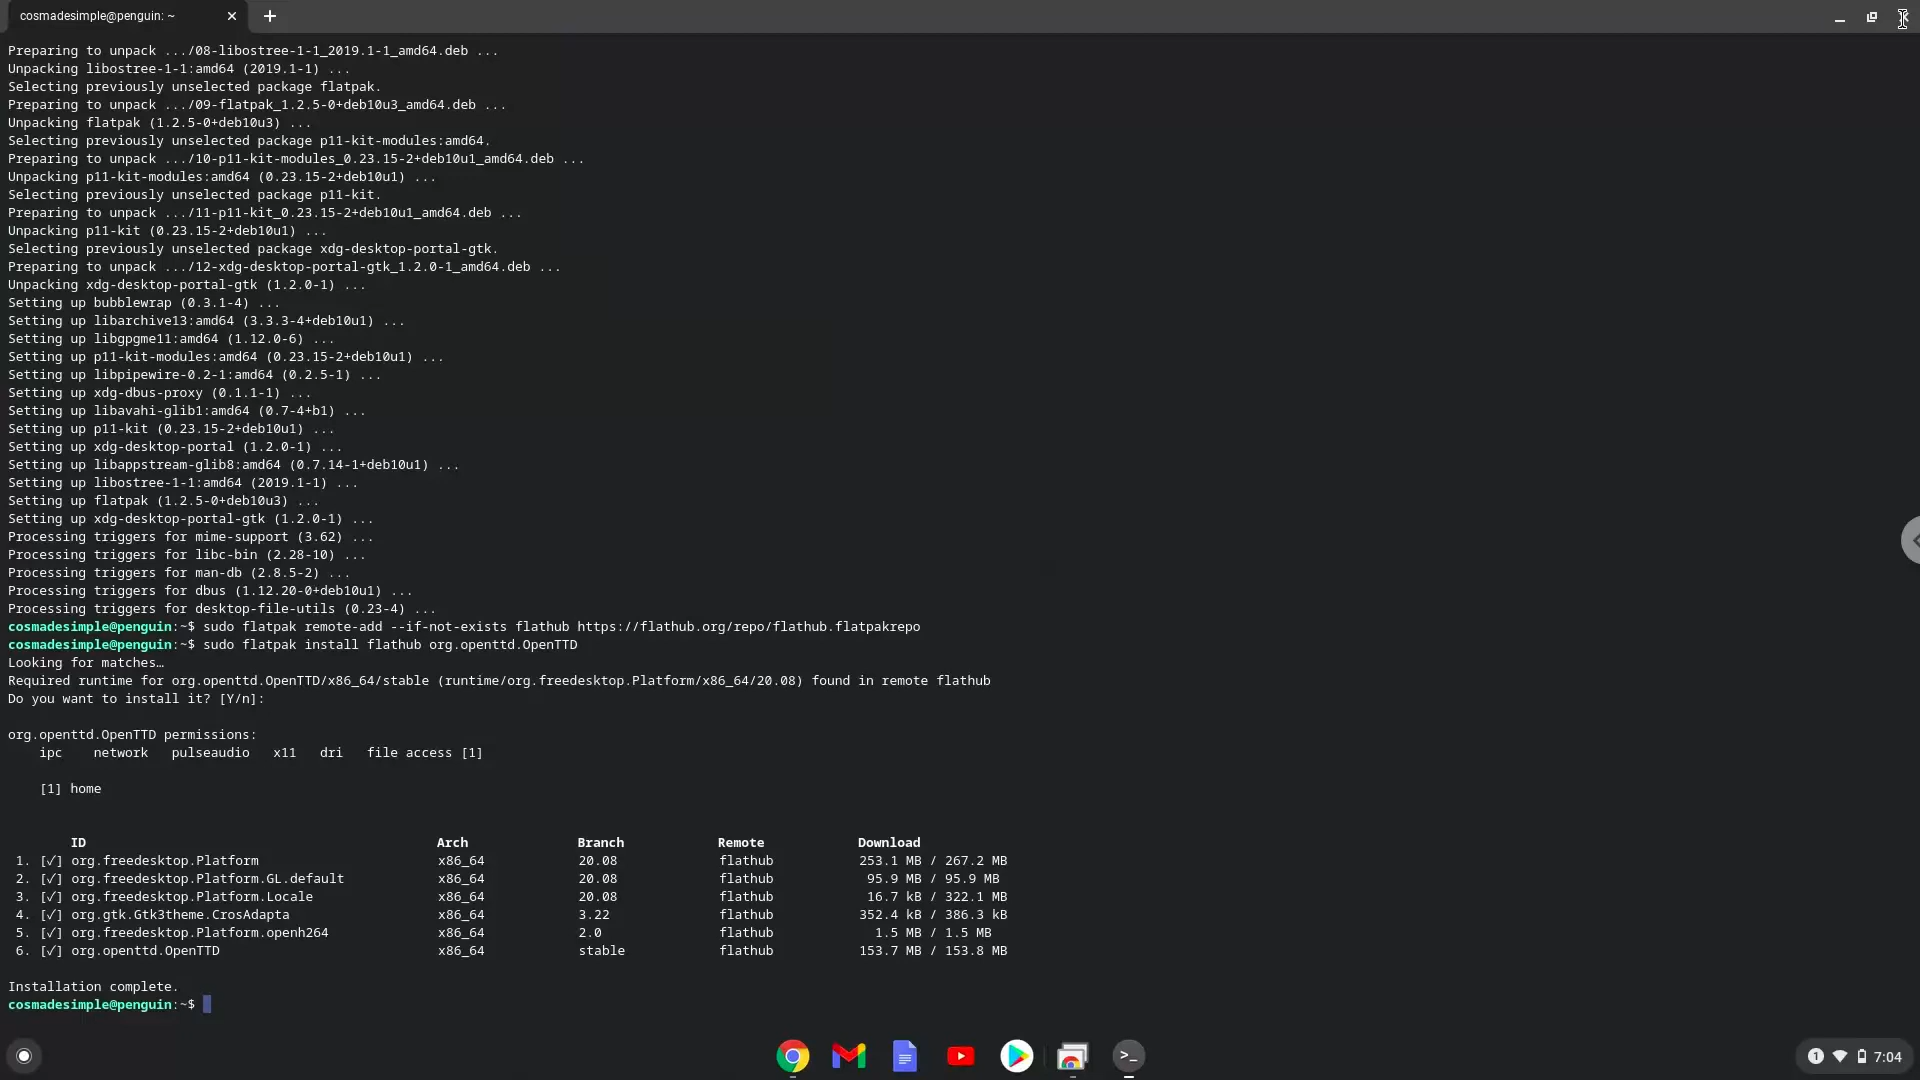 cosmadesimple@penguin: ~
Preparing to unpack .../08-libostree-1-1_2019.1-1_amd64.deb ...
Unpacking libostree-1-1:amd64 (2019.1-1) ...
Selecting previously unselected package flatpak.
Preparing to unpack .../09-flatpak_1.2.5-0+deb10u3_amd64.deb ...
Unpacking flatpak (1.2.5-0+deb10u3) ...
Selecting previously unselected package p11-kit-modules:amd64.
Preparing to unpack .../10-p11-kit-modules_0.23.15-2+deb10u1_amd64.deb ...
Unpacking p11-kit-modules:amd64 (0.23.15-2+deb10u1) ...
Selecting previously unselected package p11-kit.
Preparing to unpack .../11-p11-kit_0.23.15-2+deb10u1_amd64.deb ...
Unpacking p11-kit (0.23.15-2+deb10u1) ...
Selecting previously unselected package xdg-desktop-portal-gtk.
Preparing to unpack .../12-xdg-desktop-portal-gtk_1.2.0-1_amd64.deb ...
Unpacking xdg-desktop-portal-gtk (1.2.0-1) ...
Setting up bubblewrap (0.3.1-4) ...
Setting up libarchive13:amd64 (3.3.3-4+deb10u1) ...
Setting up libgpgme11:amd64 (1.12.0-6) ...
Setting up p11-kit-modules:amd64 (0.23.15-2+deb10u1) ...
Setting up libpipewire-0.2-1:amd64 (0.2.5-1) ...
Setting up xdg-dbus-proxy (0.1.1-1) ...
Setting up libavahi-glib1:amd64 (0.7-4+b1) ...
Setting up p11-kit (0.23.15-2+deb10u1) ...
Setting up xdg-desktop-portal (1.2.0-1) ...
Setting up libappstream-glib8:amd64 (0.7.14-1+deb10u1) ...
Setting up libostree-1-1:amd64 (2019.1-1) ...
Setting up flatpak (1.2.5-0+deb10u3) ...
Setting up xdg-desktop-portal-gtk (1.2.0-1) ...
Processing triggers for mime-support (3.62) ...
Processing triggers for libc-bin (2.28-10) ...
Processing triggers for man-db (2.8.5-2) ...
Processing triggers for dbus (1.12.20-0+deb10u1) ...
Processing triggers for desktop-file-utils (0.23-4) ...
cosmadesimple@penguin:~$ sudo flatpak remote-add --if-not-exists flathub https://flathub.org/repo/flathub.flatpakrepo
cosmadesimple@penguin:~$ sudo flatpak install flathub org.openttd.OpenTTD
Looking for matches…
Required runtime for org.openttd.OpenTTD/x86_64/stable (runtime/org.freedesktop.Platform/x86_64/20.08) found in remote flathub
Do you want to install it? [Y/n]:
org.openttd.OpenTTD permissions:
ipc network pulseaudio x11 dri file access [1]
[1] home
ID Arch Branch Remote Download
1. [✓] org.freedesktop.Platform x86_64 20.08 flathub 253.1 MB / 267.2 MB
2. [✓] org.freedesktop.Platform.GL.default x86_64 20.08 flathub 95.9 MB / 95.9 MB
3. [✓] org.freedesktop.Platform.Locale x86_64 20.08 flathub 16.7 kB / 322.1 MB
4. [✓] org.gtk.Gtk3theme.CrosAdapta x86_64 3.22 flathub 352.4 kB / 386.3 kB
5. [✓] org.freedesktop.Platform.openh264 x86_64 2.0 flathub 1.5 MB / 1.5 MB
6. [✓] org.openttd.OpenTTD x86_64 stable flathub 153.7 MB / 153.8 MB
Installation complete.
cosmadesimple@penguin:~$
>_
1 7:04